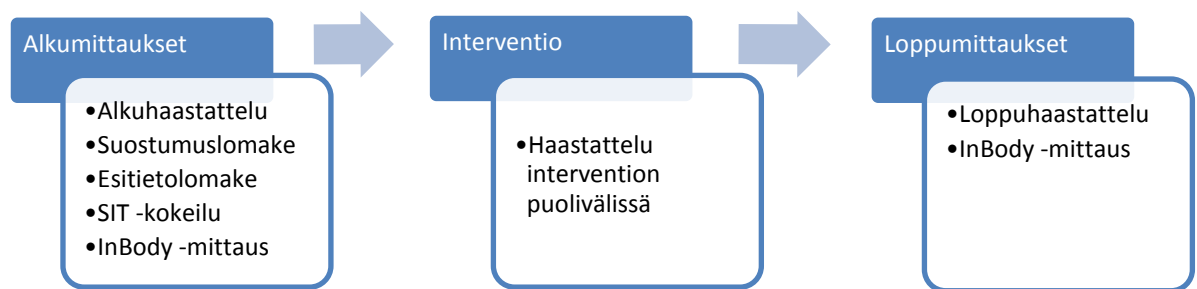 Alkumittaukset
•Alkuhaastattelu
•Suostumuslomake
•Esitietolomake
•SIT -kokeilu
•InBody -mittaus
Interventio
•Haastattelu
intervention
puolivälissä
Loppumittaukset
•Loppuhaastattelu
•InBody -mittaus